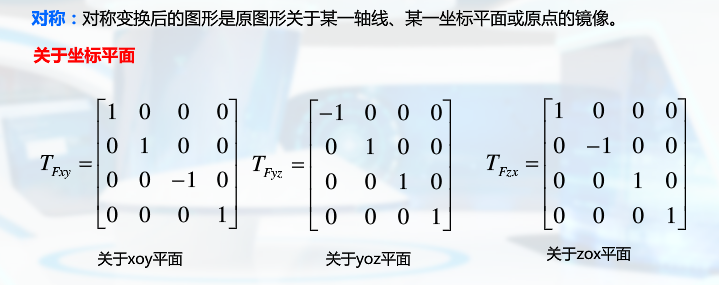 对称：对称变换后的图形是原图形关于某一轴线、某一坐标平面或原点的镜像。
关于坐标平面
T_{Fxy} = \begin{bmatrix} 1 & 0 & 0 & 0 \\ 0 & 1 & 0 & 0 \\ 0 & 0 & -1 & 0 \\ 0 & 0 & 0 & 1 \end{bmatrix} T_{Fyz} = \begin{bmatrix} -1 & 0 & 0 & 0 \\ 0 & 1 & 0 & 0 \\ 0 & 0 & 1 & 0 \\ 0 & 0 & 0 & 1 \end{bmatrix} T_{Fzx} = \begin{bmatrix} 1 & 0 & 0 & 0 \\ 0 & -1 & 0 & 0 \\ 0 & 0 & 1 & 0 \\ 0 & 0 & 0 & 1 \end{bmatrix}
关于xoy平面 关于yoz平面 关于zox平面